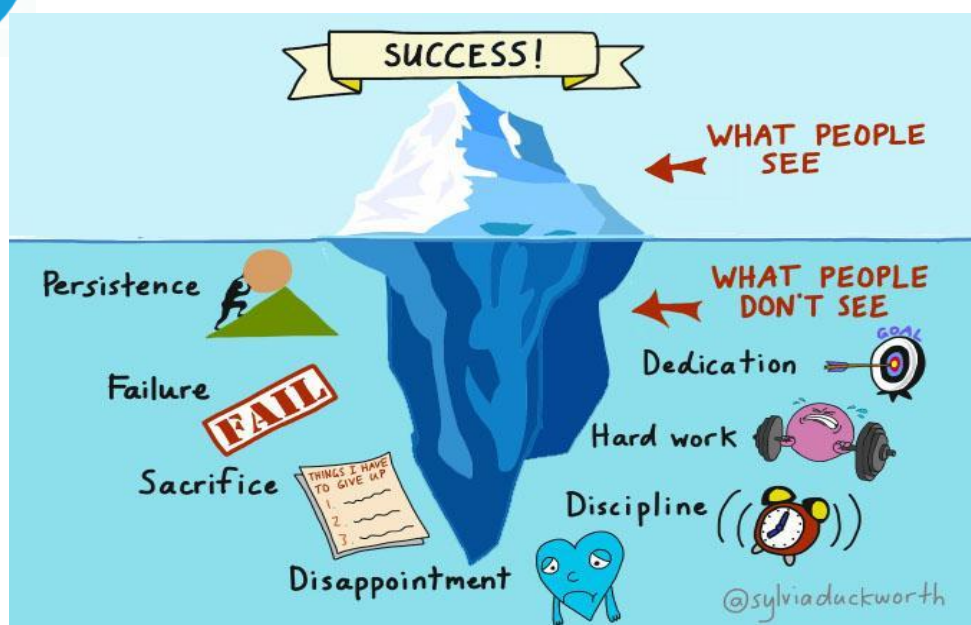 SUCCESS!
WHAT PEOPLE
SEE
WHAT PEOPLE
DON'T SEE
Persistence
Failure
FAIL
Sacrifice
THINGS I HAVE
TO GIVE UP
1.
2.
3.
Disappointment
GOAL
Dedication
Hard work
Discipline
@sylviaduckworth